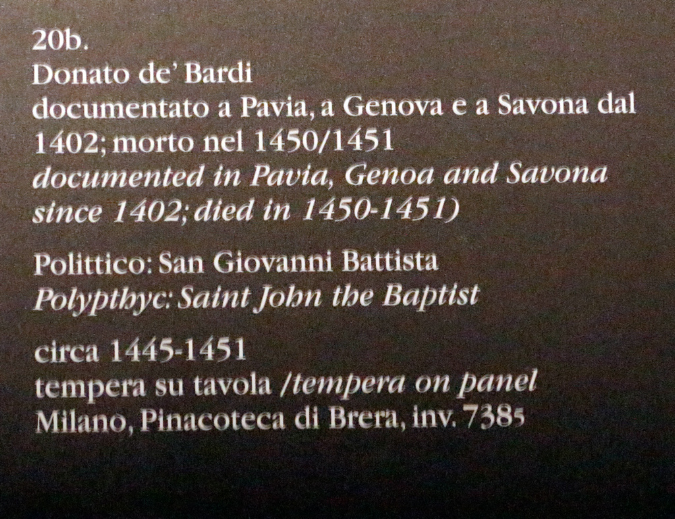 20b.
Donato de' Bardi
documentato a Pavia, a Genova e a Savona dal
1402; morto nel 1450/1451
documented in Pavia, Genoa and Savona
since 1402; died in 1450-1451)
Polittico: San Giovanni Battista
Polypthyc: Saint John the Baptist
circa 1445-1451
tempera su tavola /tempera on panel
Milano, Pinacoteca di Brera, inv. 7385